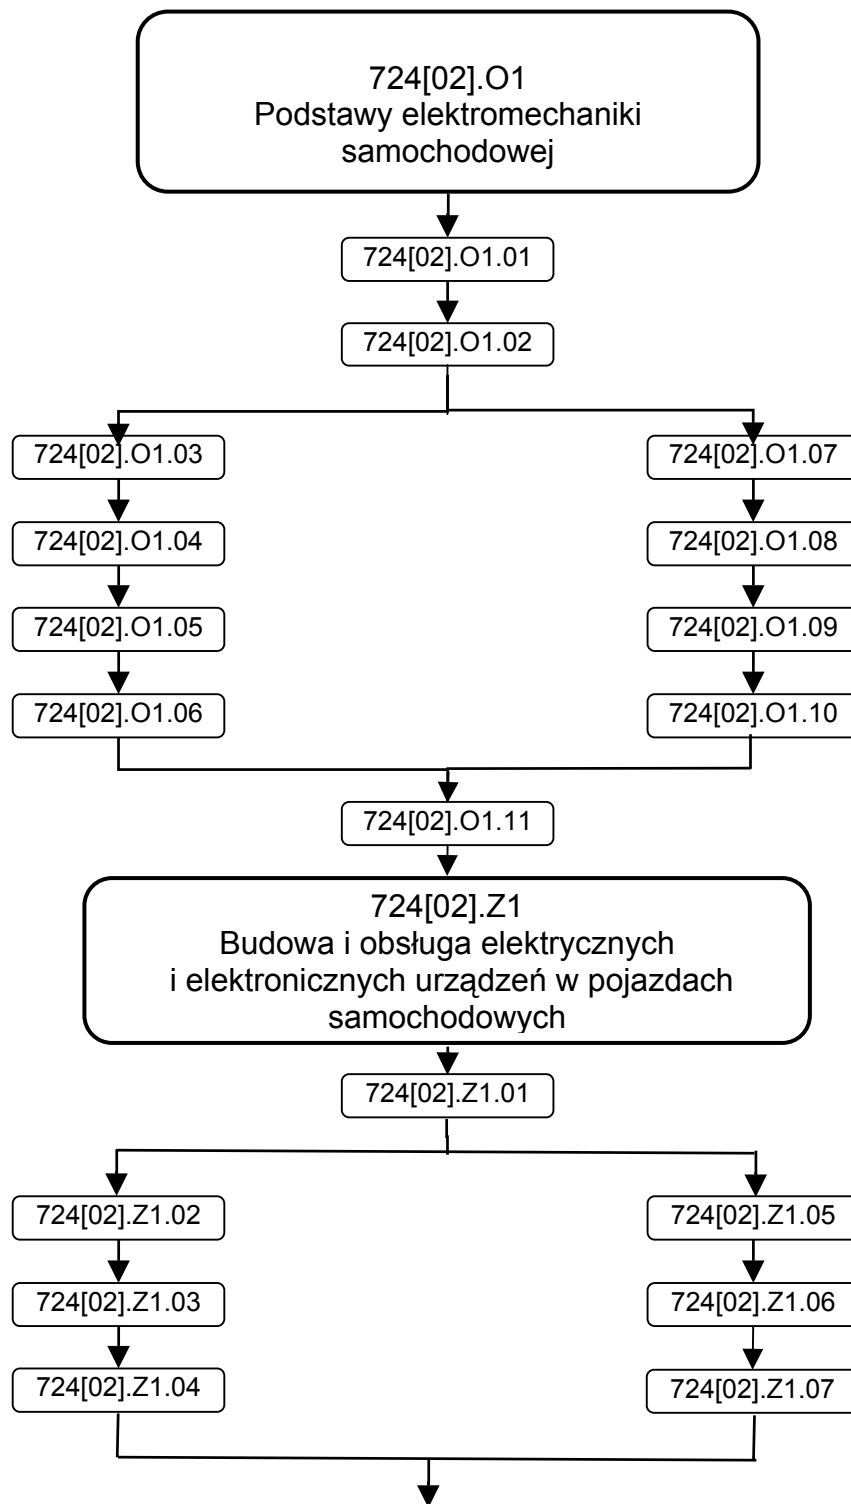 724[02].O1
Podstawy elektromechaniki
samochodowej
724[02].O1.01
724[02].O1.02
724[02].O1.03
724[02].O1.07
724[02].O1.04
724[02].O1.08
724[02].O1.05
724[02].O1.09
724[02].O1.06
724[02].O1.10
724[02].O1.11
724[02].Z1
Budowa i obsługa elektrycznych
i elektronicznych urządzeń w pojazdach
samochodowych
724[02].Z1.01
724[02].Z1.02
724[02].Z1.05
724[02].Z1.03
724[02].Z1.06
724[02].Z1.04
724[02].Z1.07